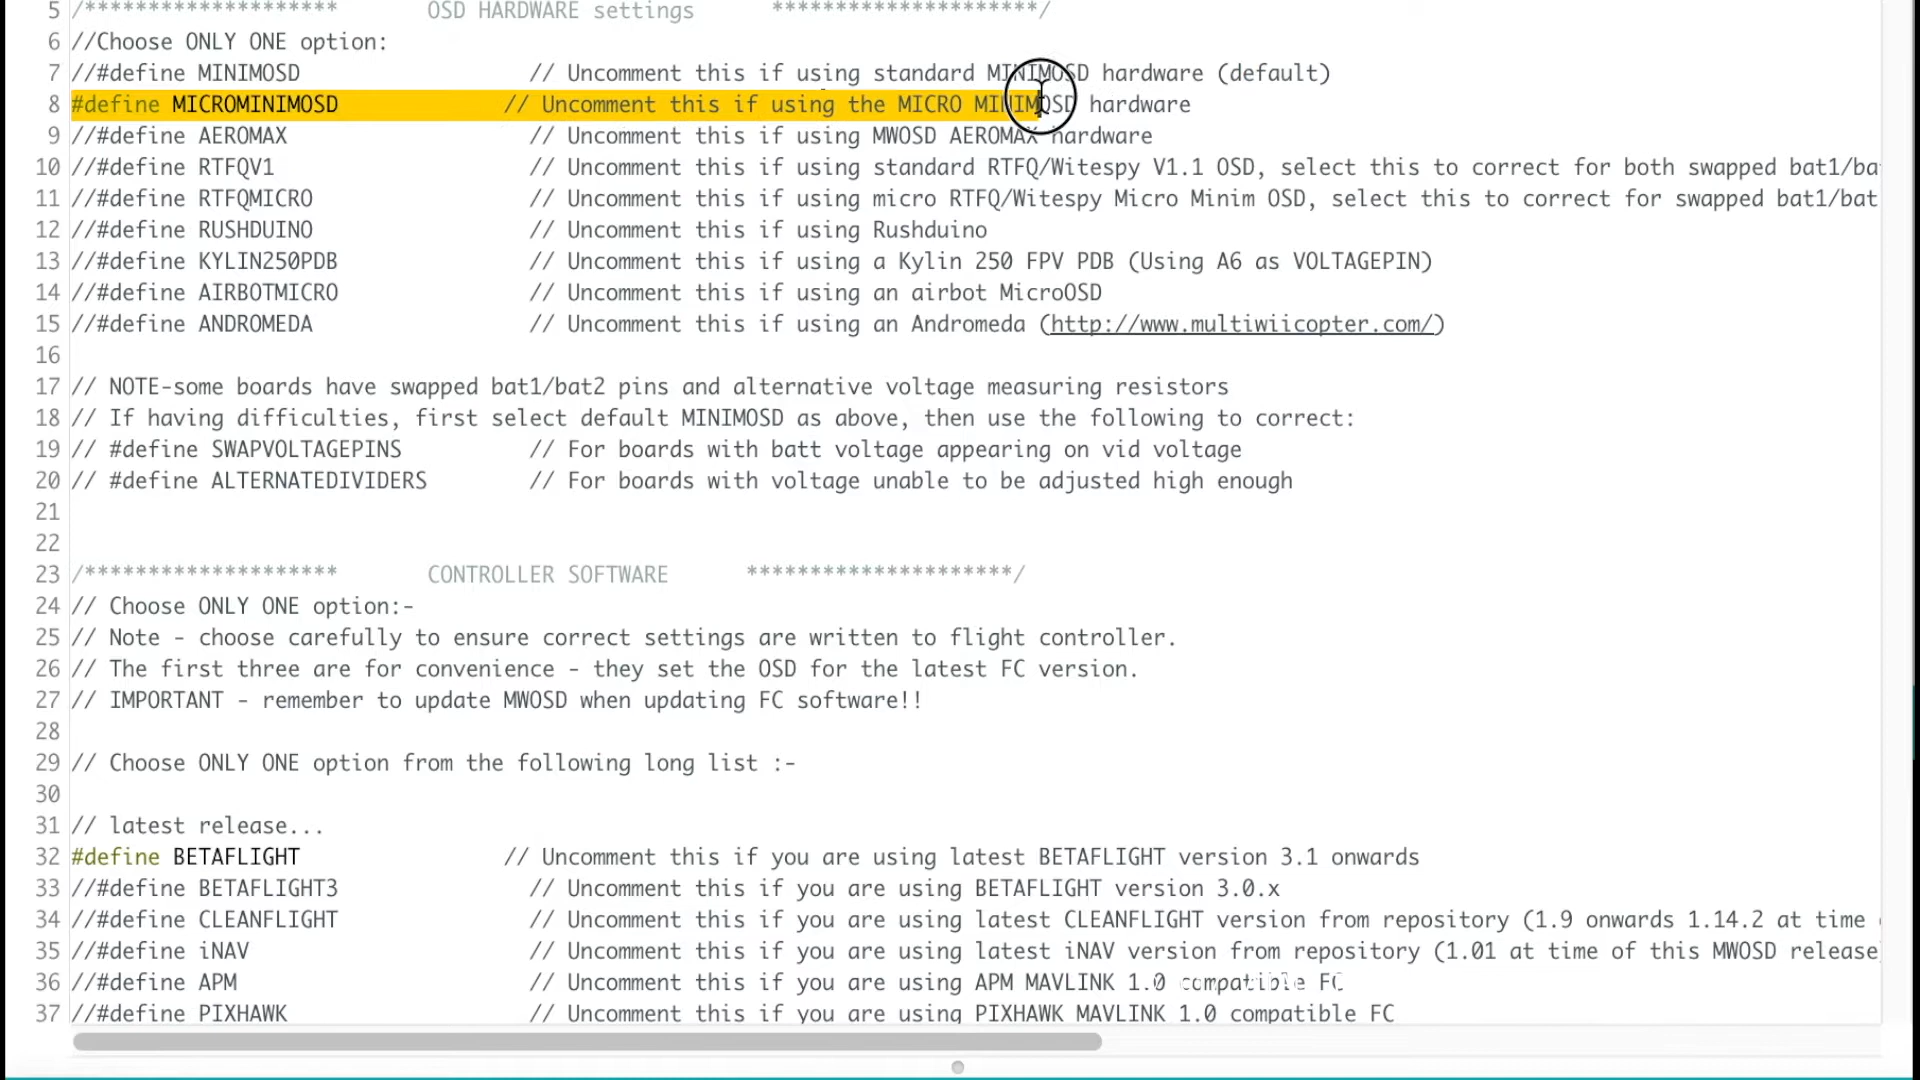 5 /******************** OSD HARDWARE settings *********************/
6 //Choose ONLY ONE option:
7 //#define MINIMOSD // Uncomment this if using standard MINIMOSD hardware (default)
8 #define MICROMINIMOSD // Uncomment this if using the MICRO MINIMOSD hardware
9 //#define AEROMAX // Uncomment this if using MWOSD AEROMAX hardware
10 //#define RTFQV1 // Uncomment this if using standard RTFQ/Witespy V1.1 OSD, select this to correct for both swapped bat1/ba
11 //#define RTFQMICRO // Uncomment this if using micro RTFQ/Witespy Micro Minim OSD, select this to correct for swapped bat1/bat
12 //#define RUSHDUINO // Uncomment this if using Rushduino
13 //#define KYLIN250PDB // Uncomment this if using a Kylin 250 FPV PDB (Using A6 as VOLTAGEPIN)
14 //#define AIRBOTMICRO // Uncomment this if using an airbot MicroOSD
15 //#define ANDROMEDA // Uncomment this if using an Andromeda (http://www.multiwiicopter.com/)
16
17 // NOTE-some boards have swapped bat1/bat2 pins and alternative voltage measuring resistors
18 // If having difficulties, first select default MINIMOSD as above, then use the following to correct:
19 // #define SWAPVOLTAGEPINS // For boards with batt voltage appearing on vid voltage
20 // #define ALTERNATEDIVIDERS // For boards with voltage unable to be adjusted high enough
21
22
23 /******************** CONTROLLER SOFTWARE *********************/
24 // Choose ONLY ONE option:-
25 // Note - choose carefully to ensure correct settings are written to flight controller.
26 // The first three are for convenience - they set the OSD for the latest FC version.
27 // IMPORTANT - remember to update MWOSD when updating FC software!!
28
29 // Choose ONLY ONE option from the following long list :-
30
31 // latest release...
32 #define BETAFLIGHT // Uncomment this if you are using latest BETAFLIGHT version 3.1 onwards
33 //#define BETAFLIGHT3 // Uncomment this if you are using BETAFLIGHT version 3.0.x
34 //#define CLEANFLIGHT // Uncomment this if you are using latest CLEANFLIGHT version from repository (1.9 onwards 1.14.2 at time
35 //#define iNAV // Uncomment this if you are using latest iNAV version from repository (1.01 at time of this MWOSD release
36 //#define APM // Uncomment this if you are using APM MAVLINK 1.0 compatible FC
37 //#define PIXHAWK // Uncomment this if you are using PIXHAWK MAVLINK 1.0 compatible FC